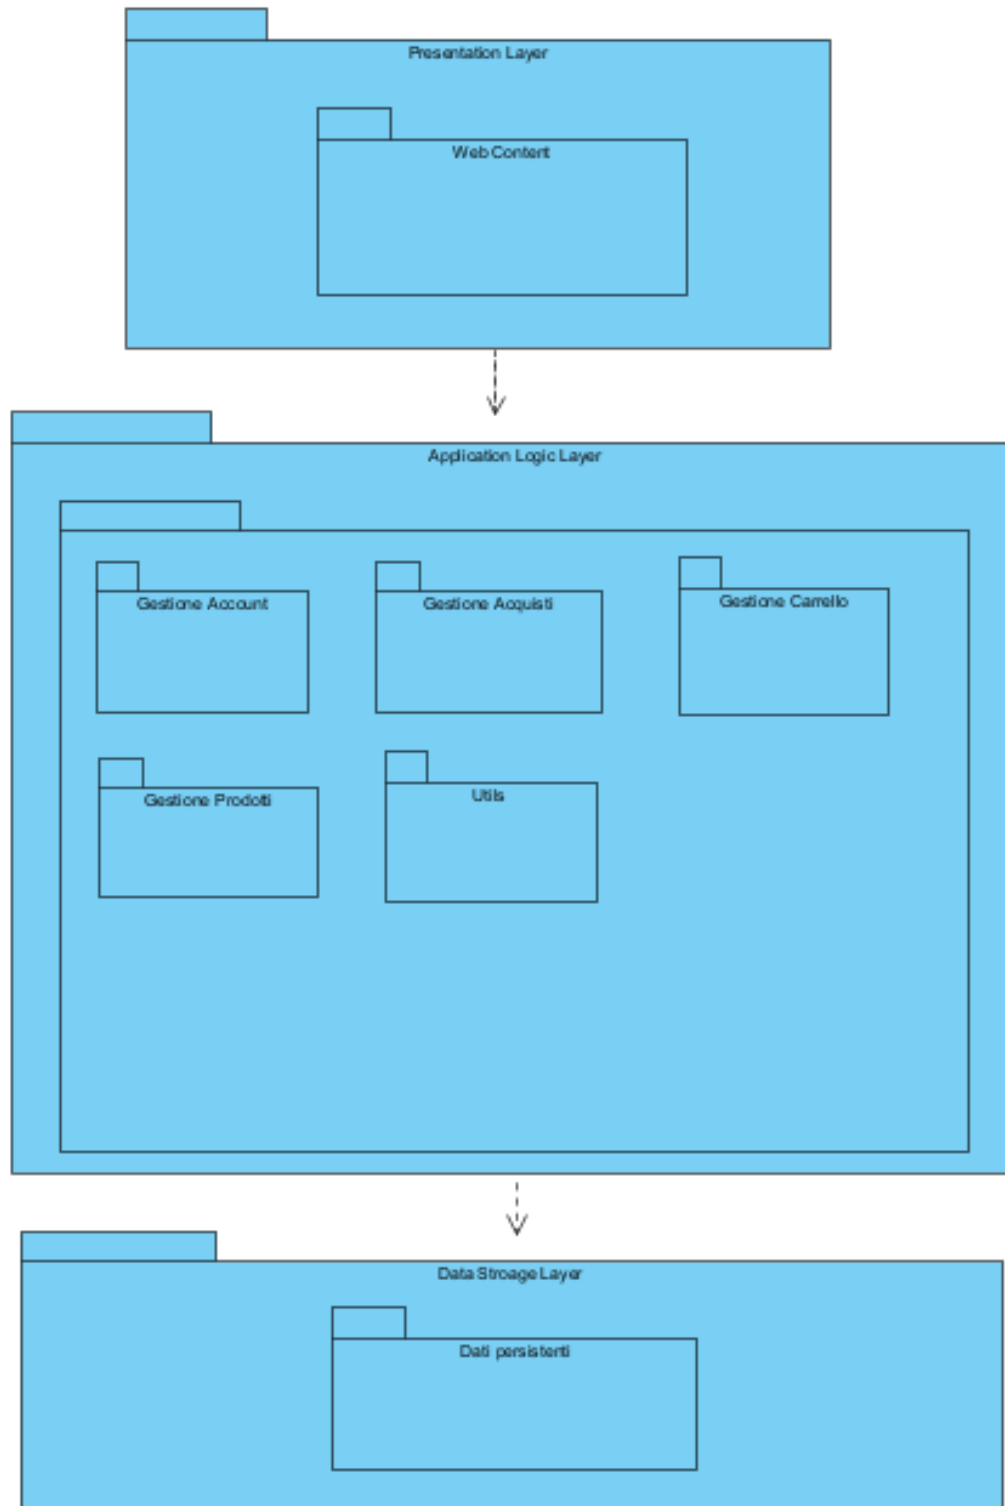 Presentation Layer
Web Content
Application Logic Layer
Gestione Account
Gestione Acquisti
Gestione Carrello
Gestione Prodotti
Utils
Data Stroage Layer
Dati persistenti